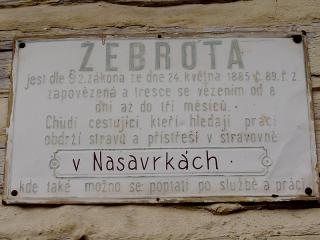 ŽEBROTA
jest dle § 2. zákona ze dne 24. května 1885 č. 89. ř. z.
zapovězená a tresce se vězením od 8
dní až do tří měsíců.
Chudí cestující, kteří hledají práci
obdrží stravu a přístřeší v stravovně
v Nasavrkách.
kde také možno se poptati po službě a práci